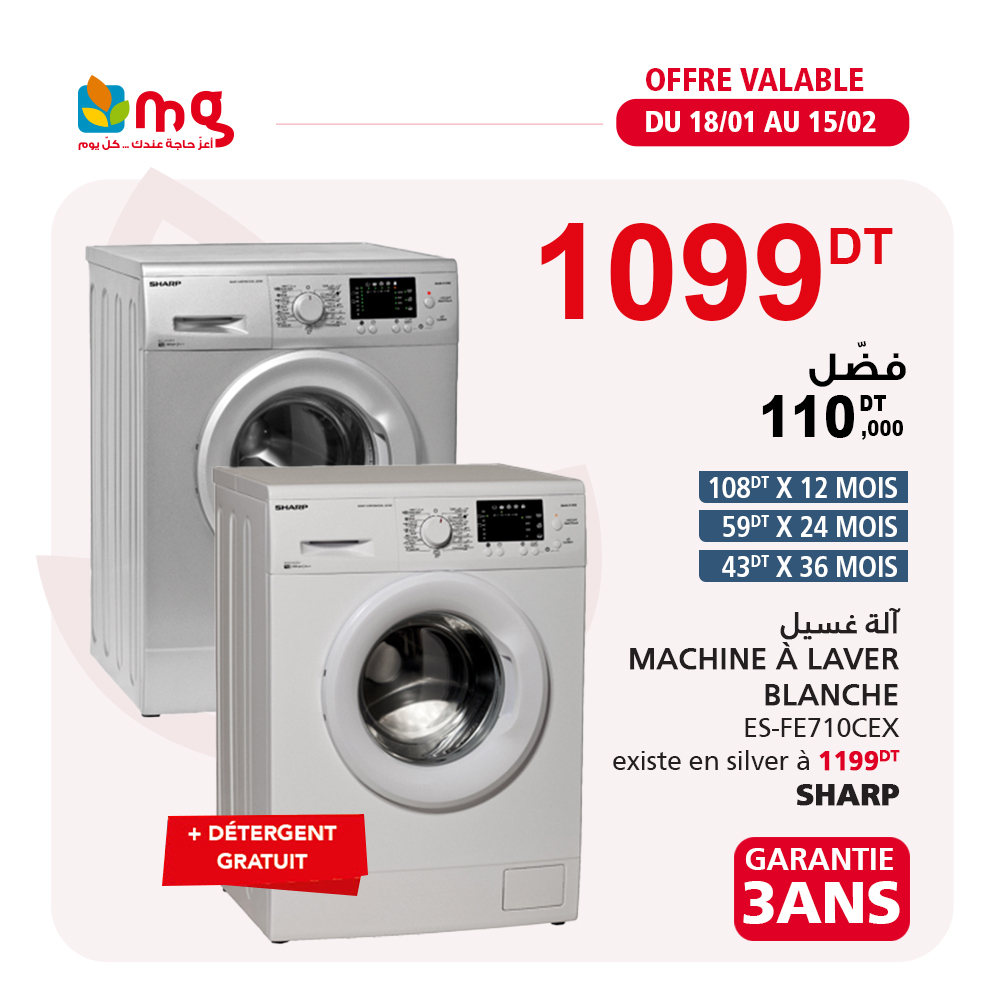 mg
أعزّ حاجة عندك ... كلّ يوم
OFFRE VALABLE
DU 18/01 AU 15/02
1099DT
فضّل
110DT,000
108DT X 12 MOIS
59DT X 24 MOIS
43DT X 36 MOIS
آلة غسيل
MACHINE À LAVER
BLANCHE
ES-FE710CEX
existe en silver à 1199DT
SHARP
GARANTIE
3ANS
SHARP
SHARP
+ DÉTERGENT
GRATUIT